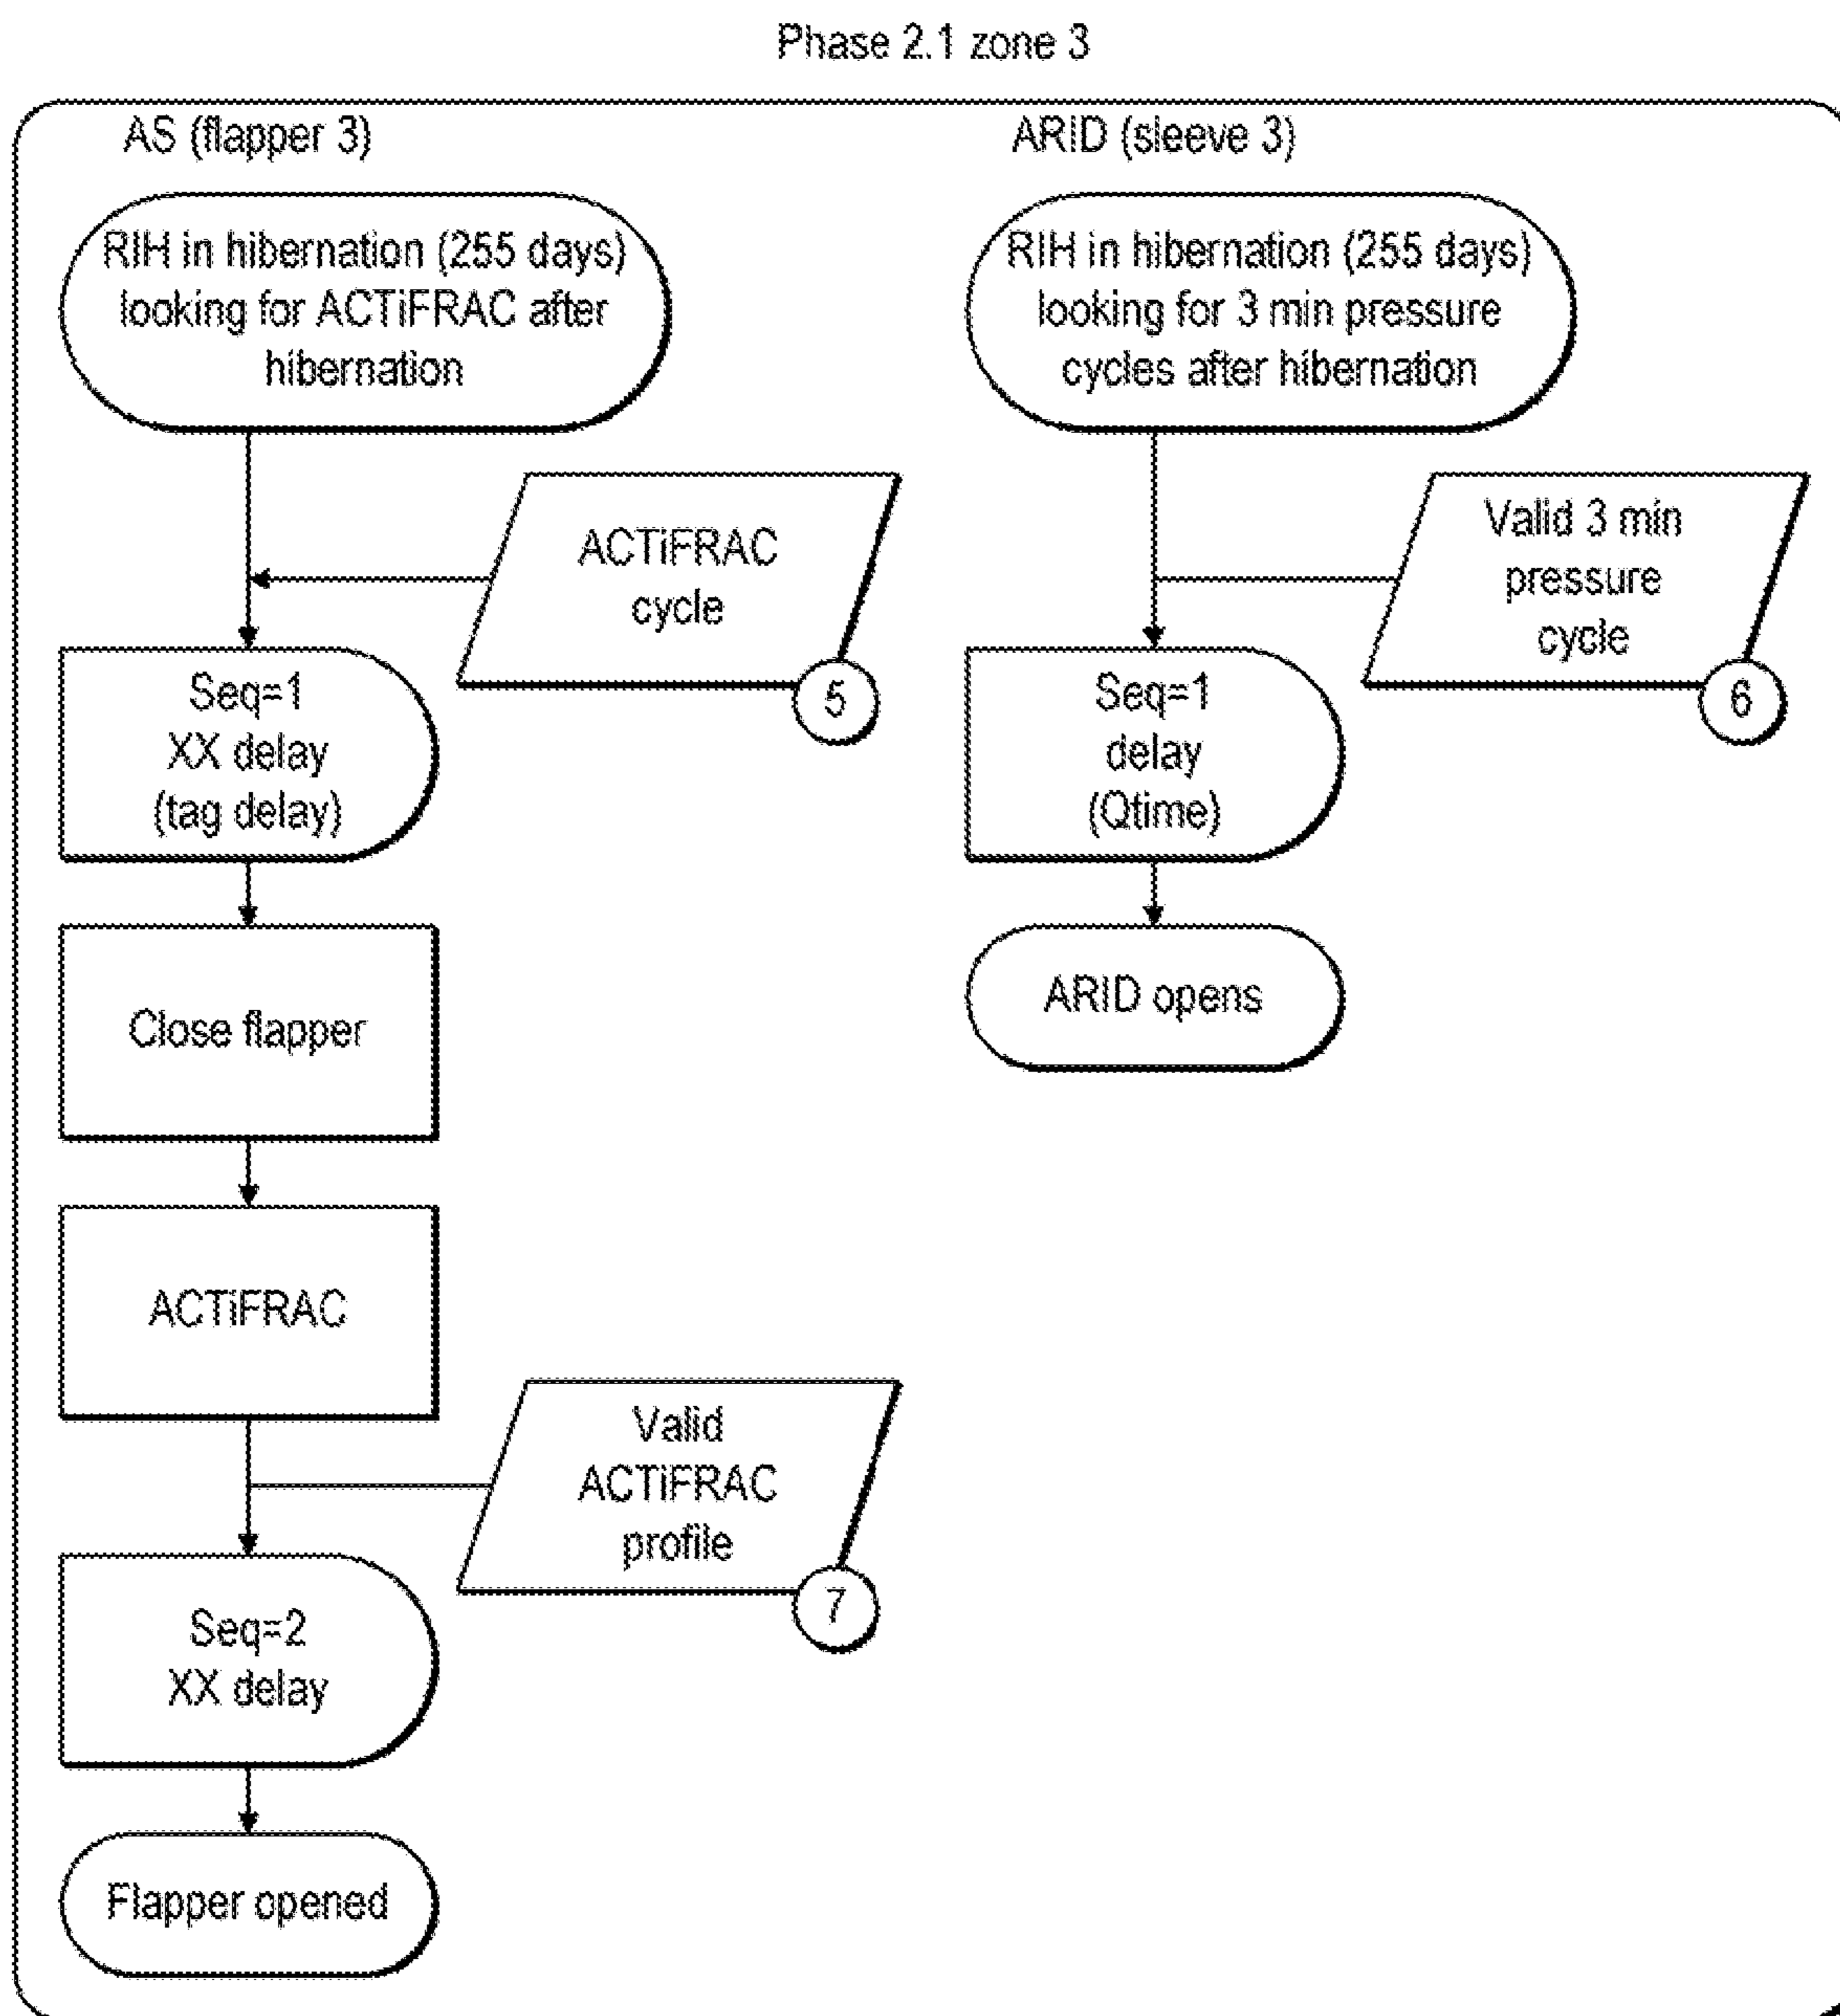 Phase 2.1 zone 3
AS (flapper 3)
RIH in hibernation (255 days)
looking for ACTiFRAC after
hibernation
ACTiFRAC
cycle
5
Seq=1
XX delay
(tag delay)
Close flapper
ACTiFRAC
Valid
ACTiFRAC
profile
7
Seq=2
XX delay
Flapper opened
ARID (sleeve 3)
RIH in hibernation (255 days)
looking for 3 min pressure
cycles after hibernation
Valid 3 min
pressure
cycle
6
Seq=1
delay
(Qtime)
ARID opens